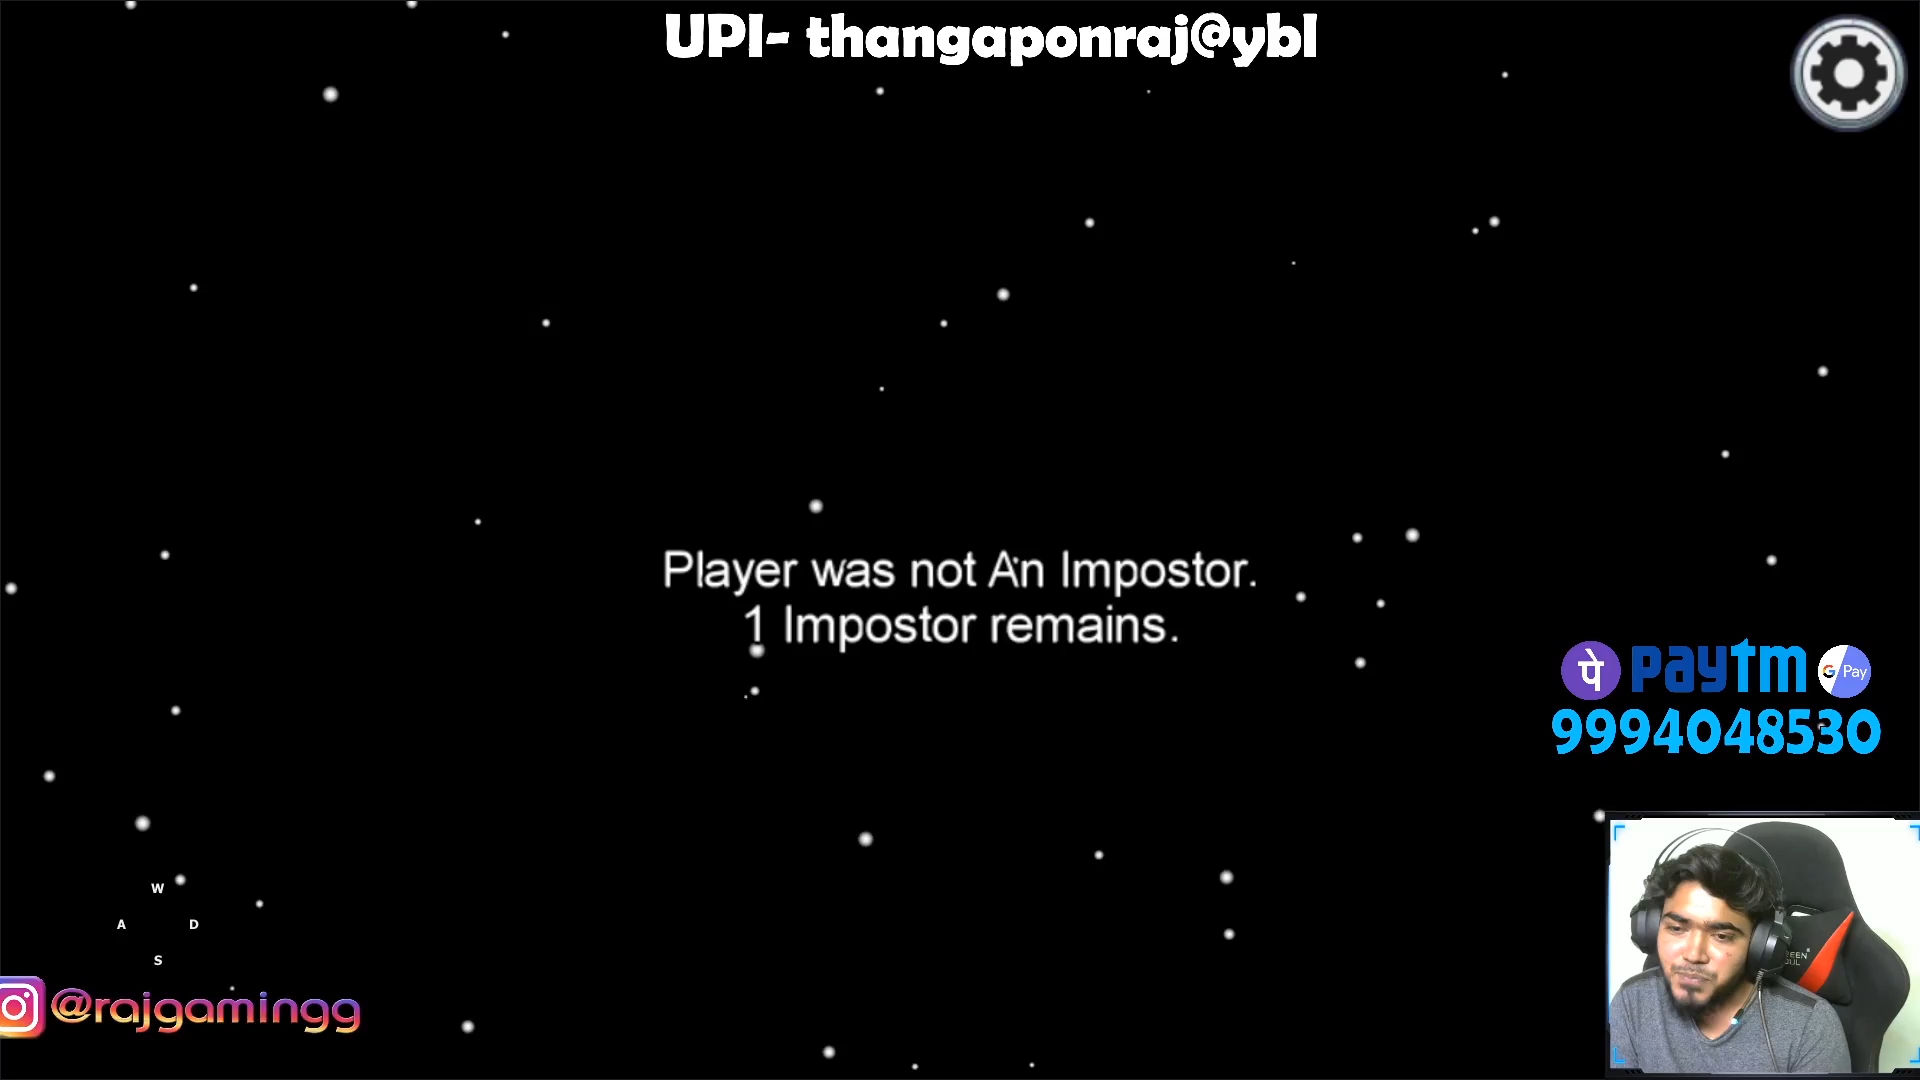 UPI- thangaponraj@ybl
Player was not An Impostor.
1 Impostor remains.
पे paytm G Pay
9994048530
W
A D
S
@rajgamingg